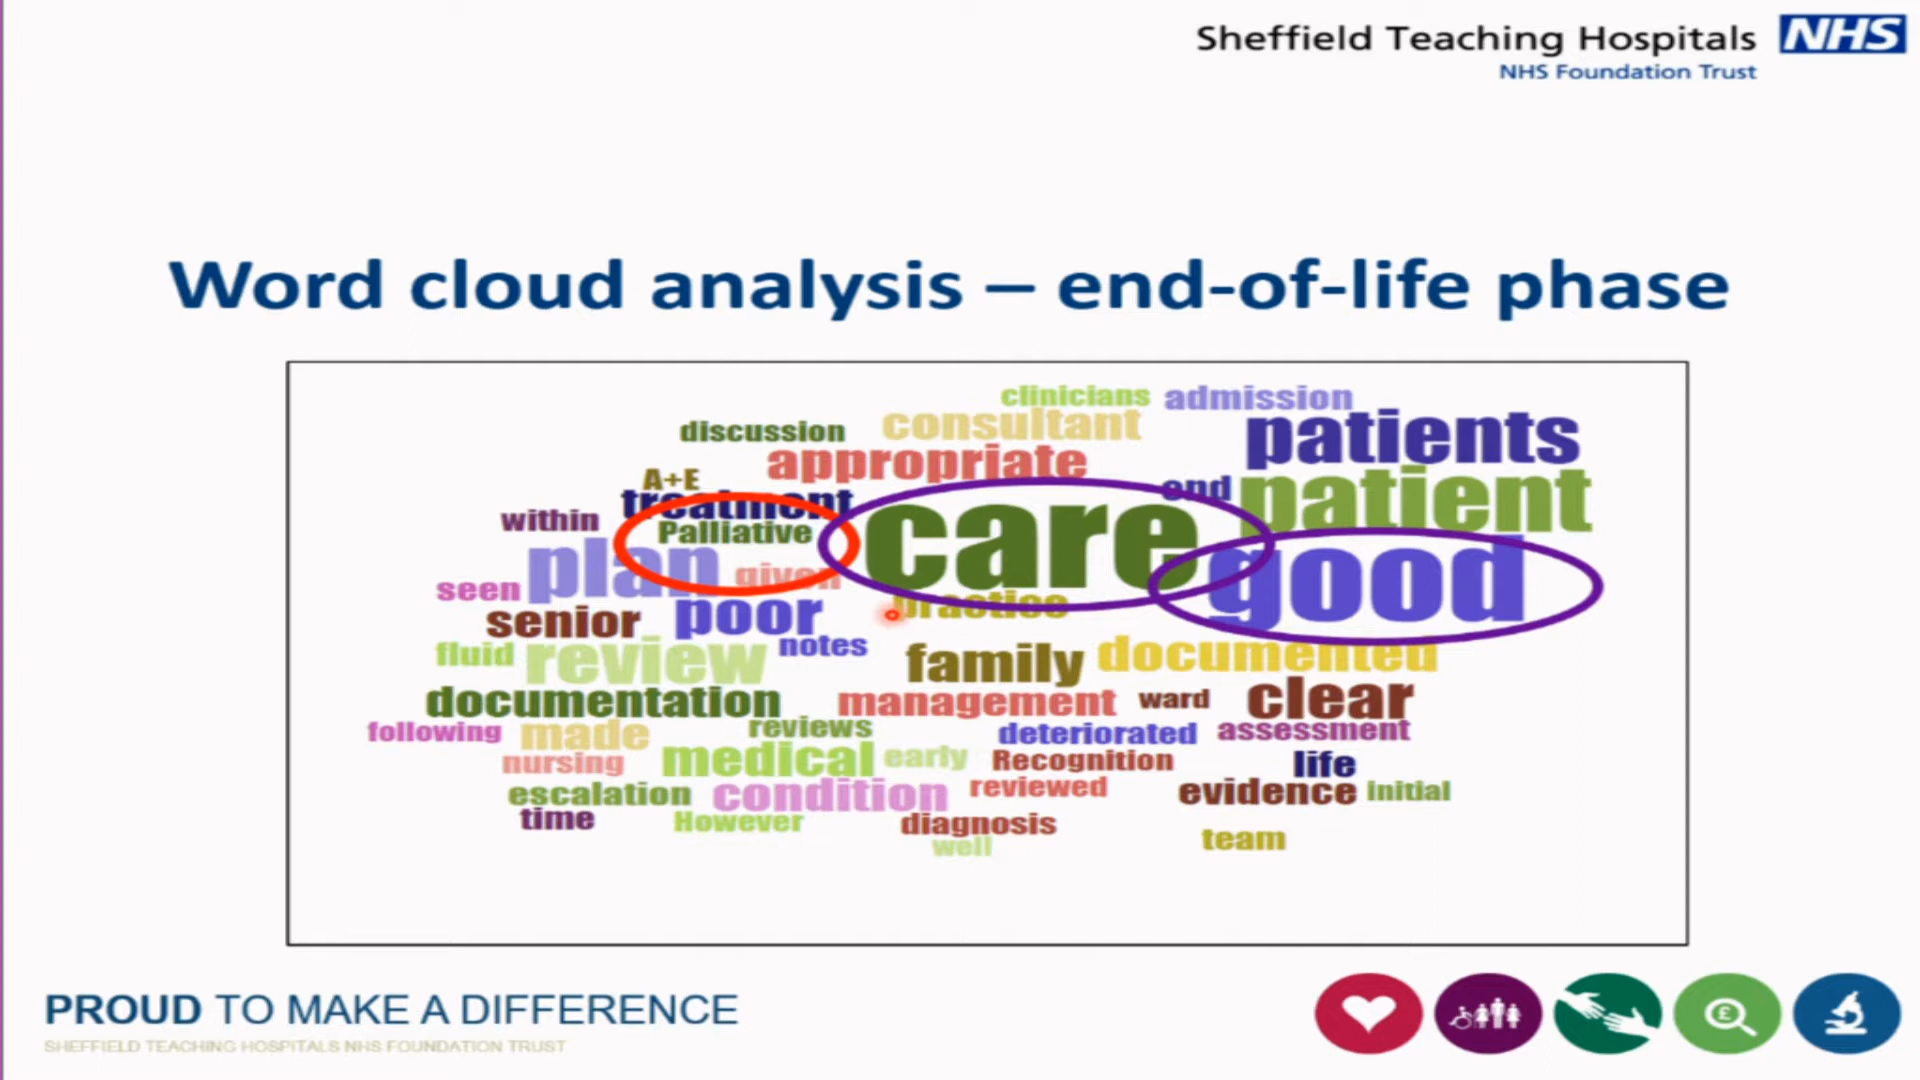 Sheffield Teaching Hospitals NHS
NHS Foundation Trust
Word cloud analysis – end-of-life phase
clinicians admission
discussion consultant patients
appropriate
A+E
treatment end patient
within Palliative care
plan given good
seen
senior poor practice
fluid review notes family documented
documentation management ward clear
following made reviews deteriorated assessment
nursing medical early Recognition life
escalation condition reviewed evidence initial
time However diagnosis
well team
PROUD TO MAKE A DIFFERENCE
SHEFFIELD TEACHING HOSPITALS NHS FOUNDATION TRUST
£